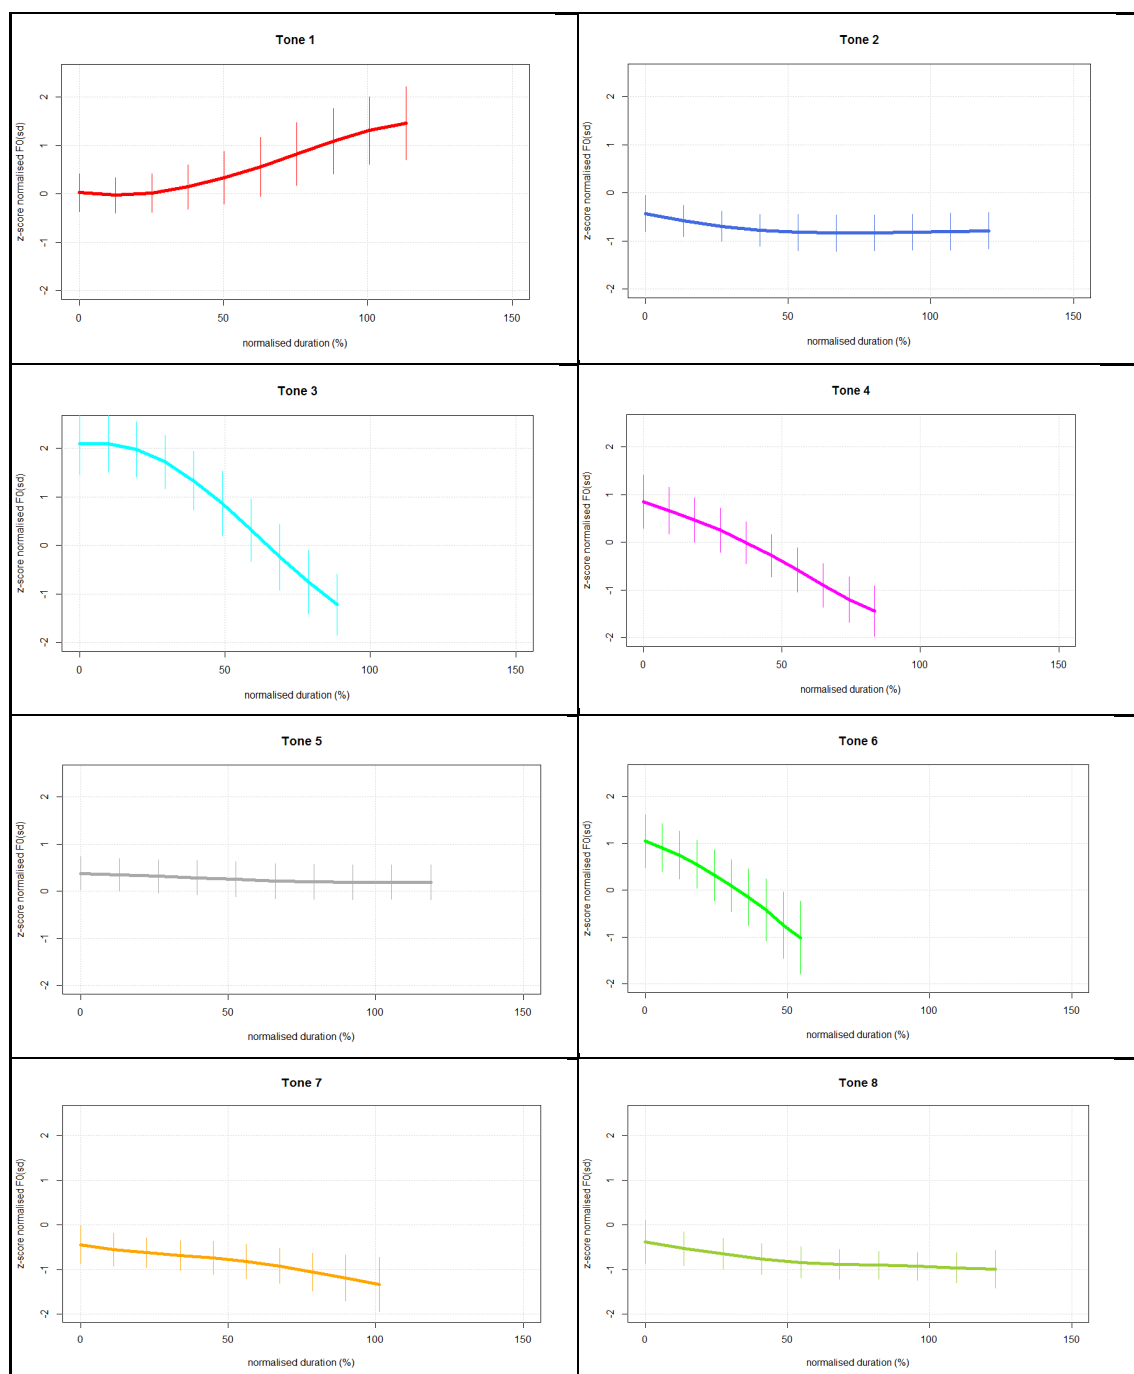 Tone 1
z-score normalised F0(sd)
2
1
0
-1
-2
0 50 100 150
normalised duration (%)
Tone 2
z-score normalised F0(sd)
2
1
0
-1
-2
0 50 100 150
normalised duration (%)
Tone 3
z-score normalised F0(sd)
2
1
0
-1
-2
0 50 100 150
normalised duration (%)
Tone 4
z-score normalised F0(sd)
2
1
0
-1
-2
0 50 100 150
normalised duration (%)
Tone 5
z-score normalised F0(sd)
2
1
0
-1
-2
0 50 100 150
normalised duration (%)
Tone 6
z-score normalised F0(sd)
2
1
0
-1
-2
0 50 100 150
normalised duration (%)
Tone 7
z-score normalised F0(sd)
2
1
0
-1
-2
0 50 100 150
normalised duration (%)
Tone 8
z-score normalised F0(sd)
2
1
0
-1
-2
0 50 100 150
normalised duration (%)